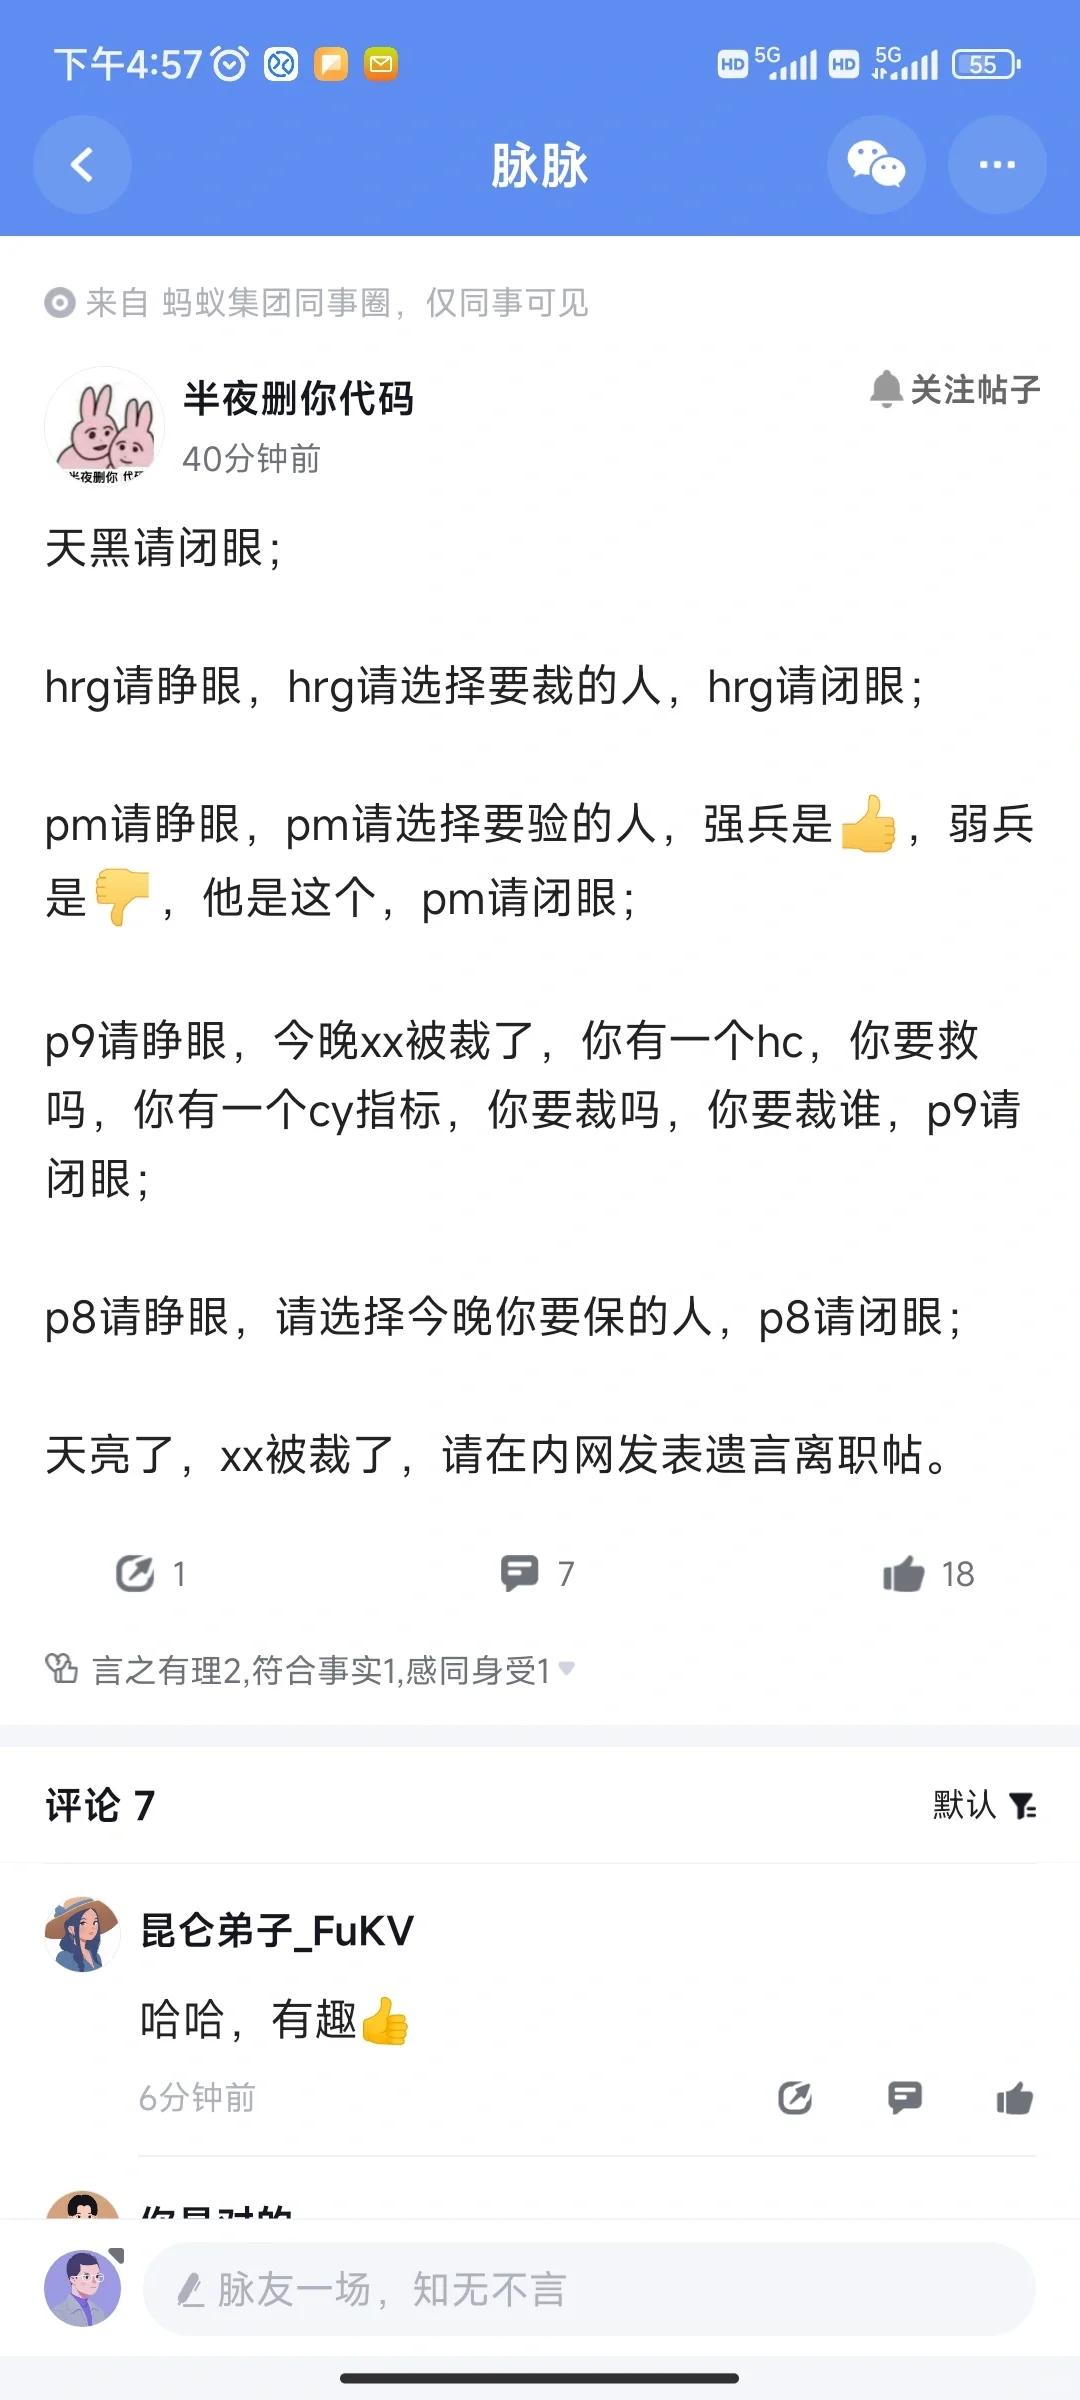 下午4:57
HD 5G HD 5G 55
脉脉
来自 蚂蚁集团同事圈，仅同事可见
半夜删你代码
关注帖子
40分钟前
半夜删你代码
天黑请闭眼；
hrg请睁眼，hrg请选择要裁的人，hrg请闭眼；
pm请睁眼，pm请选择要验的人，强兵是👍，弱兵
是👎，他是这个，pm请闭眼；
p9请睁眼，今晚xx被裁了，你有一个hc，你要救
吗，你有一个cy指标，你要裁吗，你要裁谁，p9请
闭眼；
p8请睁眼，请选择今晚你要保的人，p8请闭眼；
天亮了，xx被裁了，请在内网发表遗言离职帖。
1 7 18
言之有理2,符合事实1,感同身受1
评论 7
默认
昆仑弟子_FuKV
哈哈，有趣👍
6分钟前
你是对的
脉友一场，知无不言